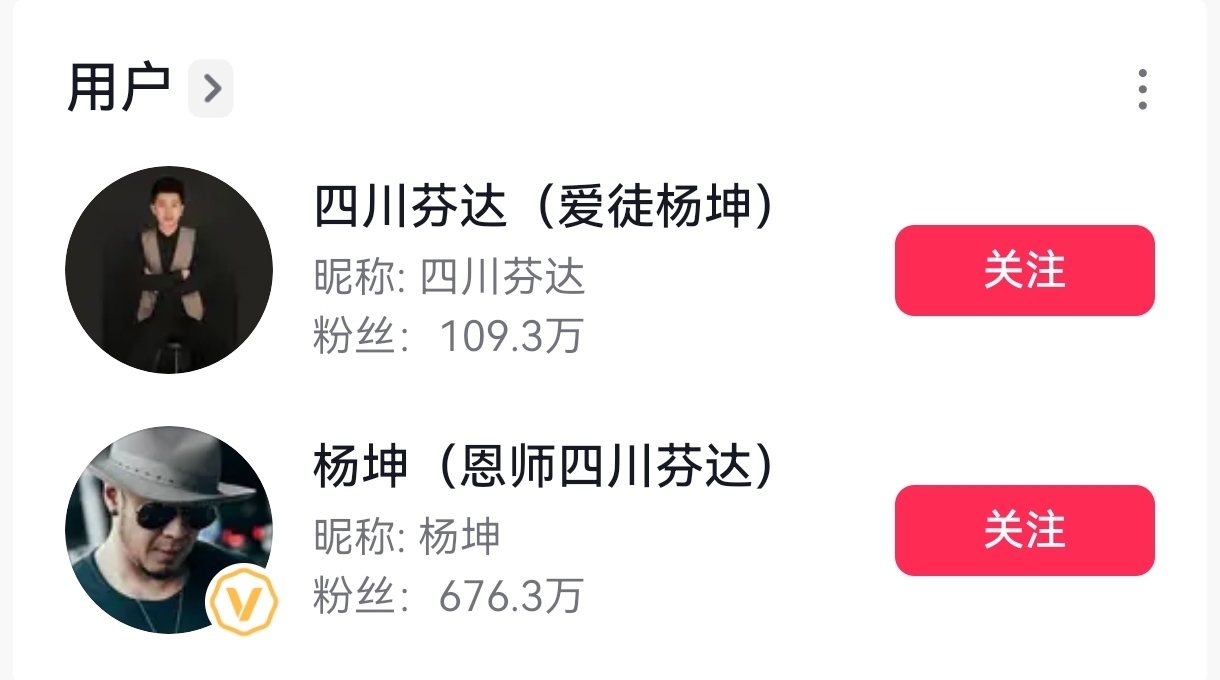 用户
四川芬达（爱徒杨坤）
昵称: 四川芬达
粉丝： 109.3万
关注
杨坤（恩师四川芬达）
昵称: 杨坤
粉丝： 676.3万
关注